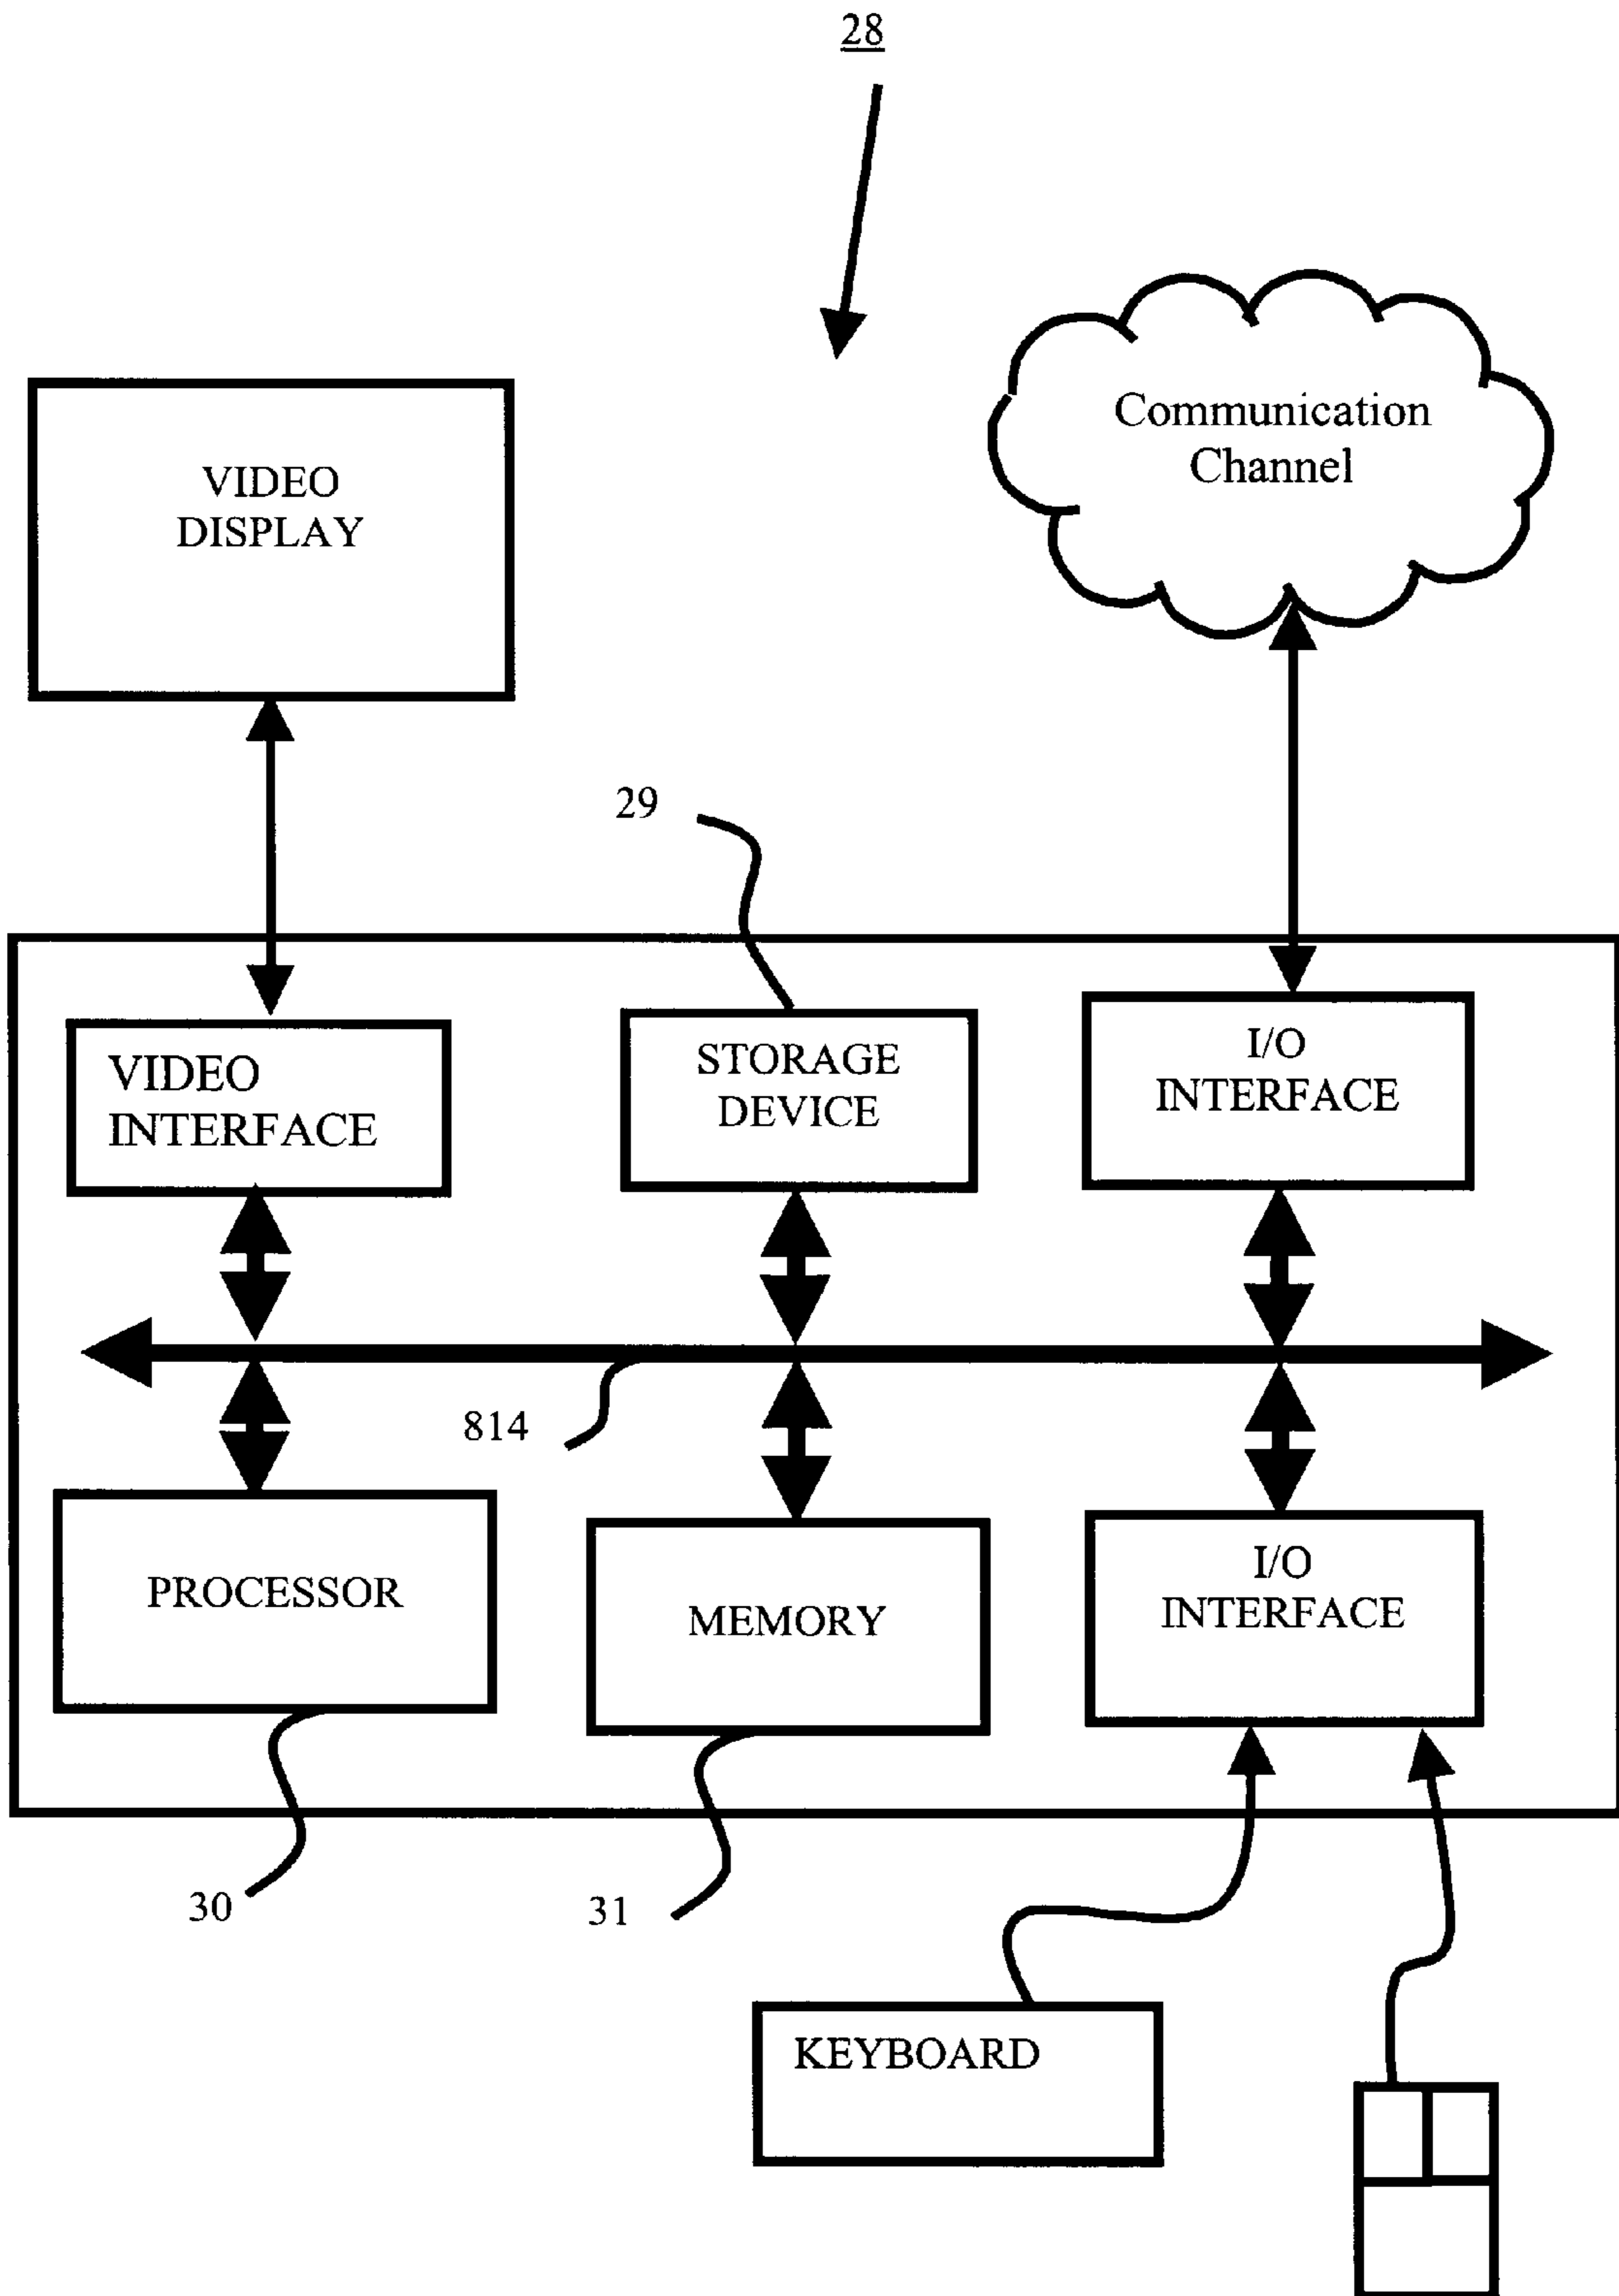 28
Communication
Channel
VIDEO
DISPLAY
29
VIDEO
INTERFACE
STORAGE
DEVICE
I/O
INTERFACE
814
PROCESSOR
MEMORY
I/O
INTERFACE
30
31
KEYBOARD